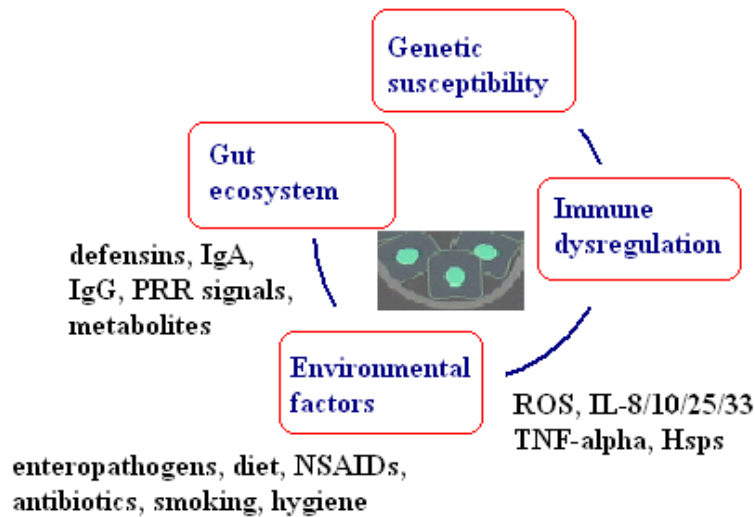 Genetic
susceptibility
Gut
ecosystem
Immune
dysregulation
defensins, IgA,
IgG, PRR signals,
metabolites
Environmental
factors
ROS, IL-8/10/25/33
TNF-alpha, Hsps
enteropathogens, diet, NSAIDs,
antibiotics, smoking, hygiene